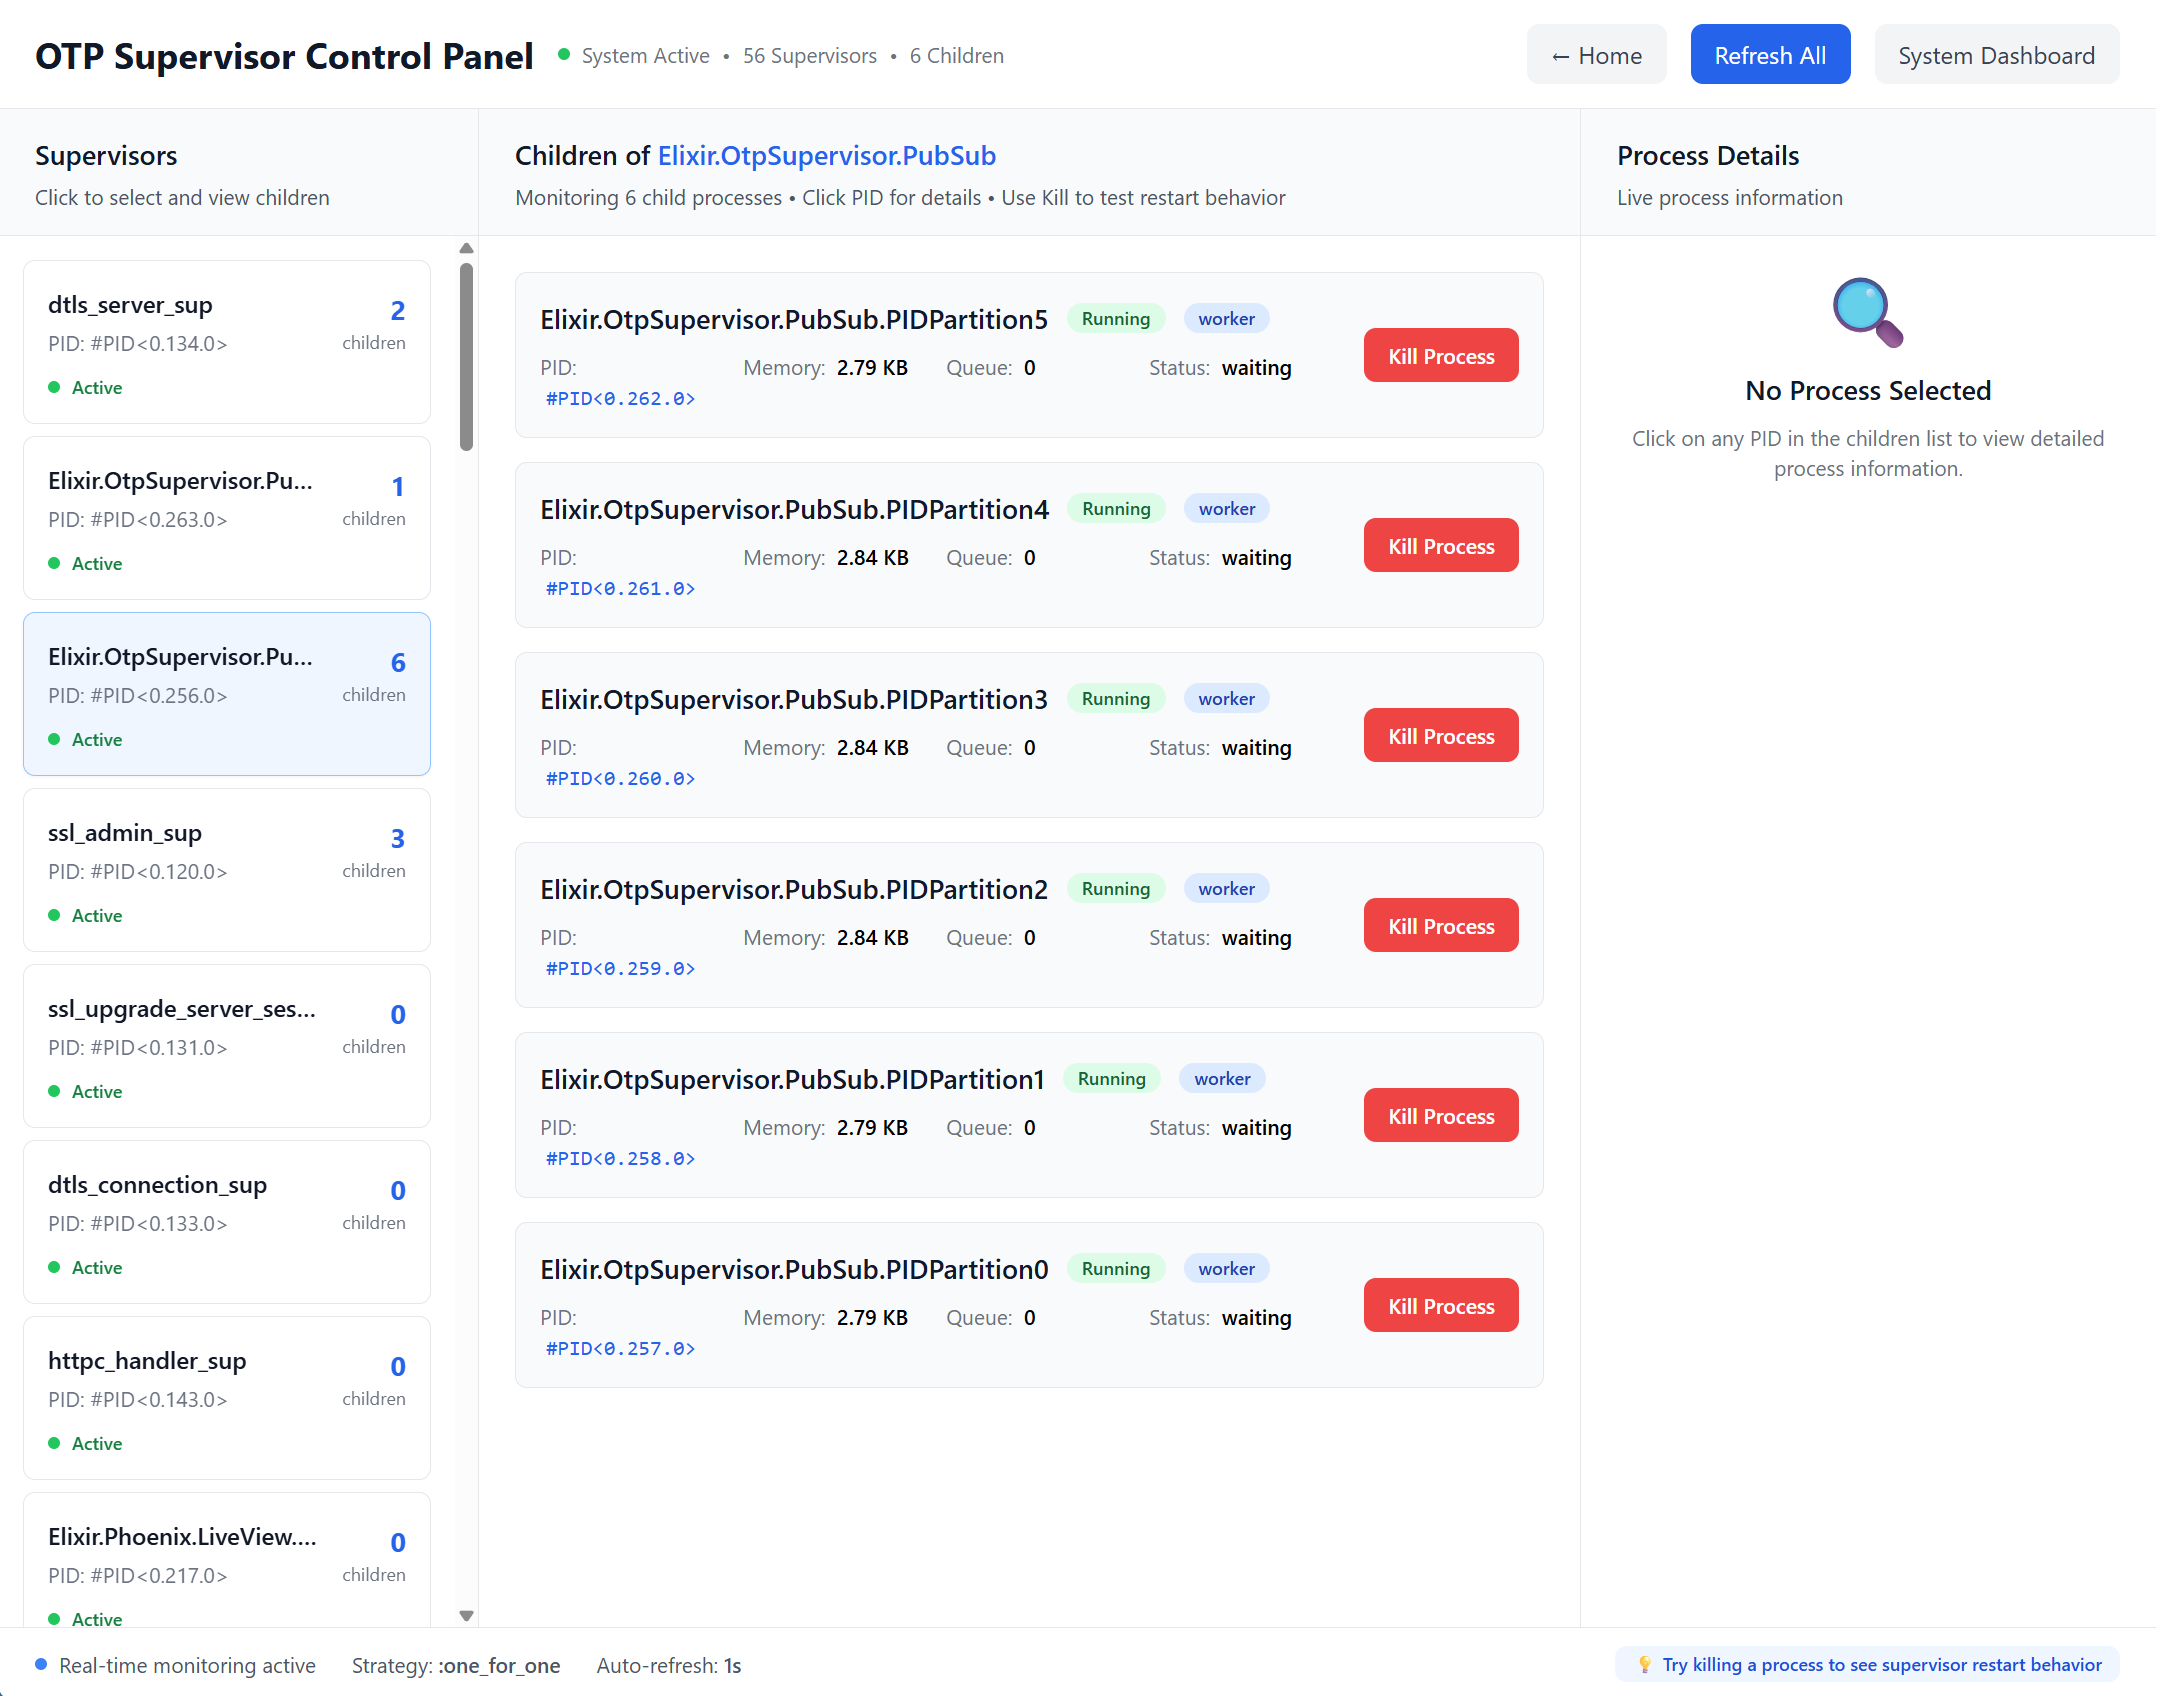 OTP Supervisor Control Panel
System Active • 56 Supervisors • 6 Children
← Home
Refresh All
System Dashboard
Supervisors
Click to select and view children
dtls_server_sup
2
PID: #PID<0.134.0>
children
Active
Elixir.OtpSupervisor.Pu...
1
PID: #PID<0.263.0>
children
Active
Elixir.OtpSupervisor.Pu...
6
PID: #PID<0.256.0>
children
Active
ssl_admin_sup
3
PID: #PID<0.120.0>
children
Active
ssl_upgrade_server_ses...
0
PID: #PID<0.131.0>
children
Active
dtls_connection_sup
0
PID: #PID<0.133.0>
children
Active
httpc_handler_sup
0
PID: #PID<0.143.0>
children
Active
Elixir.Phoenix.LiveView....
0
PID: #PID<0.217.0>
children
Active
Children of Elixir.OtpSupervisor.PubSub
Monitoring 6 child processes • Click PID for details • Use Kill to test restart behavior
Elixir.OtpSupervisor.PubSub.PIDPartition5 Running worker
PID: Memory: 2.79 KB Queue: 0 Status: waiting
#PID<0.262.0>
Kill Process
Elixir.OtpSupervisor.PubSub.PIDPartition4 Running worker
PID: Memory: 2.84 KB Queue: 0 Status: waiting
#PID<0.261.0>
Kill Process
Elixir.OtpSupervisor.PubSub.PIDPartition3 Running worker
PID: Memory: 2.84 KB Queue: 0 Status: waiting
#PID<0.260.0>
Kill Process
Elixir.OtpSupervisor.PubSub.PIDPartition2 Running worker
PID: Memory: 2.84 KB Queue: 0 Status: waiting
#PID<0.259.0>
Kill Process
Elixir.OtpSupervisor.PubSub.PIDPartition1 Running worker
PID: Memory: 2.79 KB Queue: 0 Status: waiting
#PID<0.258.0>
Kill Process
Elixir.OtpSupervisor.PubSub.PIDPartition0 Running worker
PID: Memory: 2.79 KB Queue: 0 Status: waiting
#PID<0.257.0>
Kill Process
Process Details
Live process information
No Process Selected
Click on any PID in the children list to view detailed
process information.
Real-time monitoring active
Strategy: :one_for_one
Auto-refresh: 1s
Try killing a process to see supervisor restart behavior